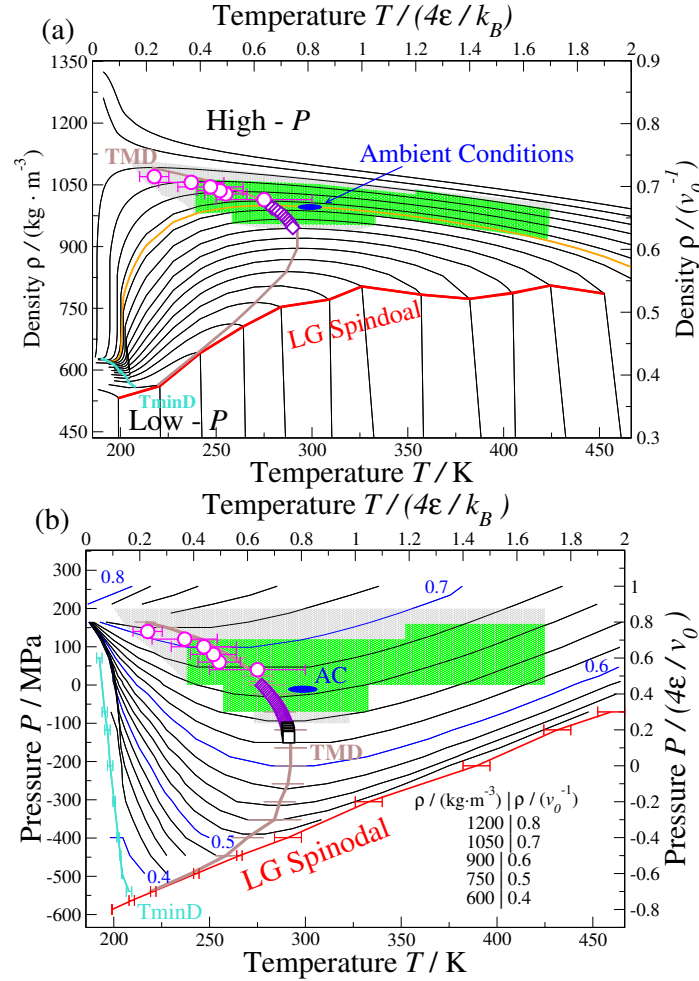 Temperature T / (4ε/k_B)
(a)
0 0.2 0.4 0.6 0.8 1 1.2 1.4 1.6 1.8 2
1350
1200
1050
900
750
600
450
Density ρ / (kg · m⁻³)
0.9
0.8
0.7
0.6
0.5
0.4
0.3
Density ρ / (v₀⁻¹)
High - P
TMD
Ambient Conditions
LG Spindoal
TminD
Low - P
200 250 300 350 400 450
Temperature T / K
Temperature T / (4ε/k_B)
(b)
0 0.2 0.4 0.6 0.8 1 1.2 1.4 1.6 1.8 2
300
200
100
0
-100
-200
-300
-400
-500
-600
Pressure P / MPa
1
0.8
0.6
0.4
0.2
0
-0.2
-0.4
-0.6
-0.8
Pressure P / (4ε/v₀)
0.8
0.7
AC
0.6
TMD
0.5
0.4
LG Spinodal
TminD
ρ / (kg·m⁻³) ρ / (v₀⁻¹)
1200 0.8
1050 0.7
900 0.6
750 0.5
600 0.4
200 250 300 350 400 450
Temperature T / K